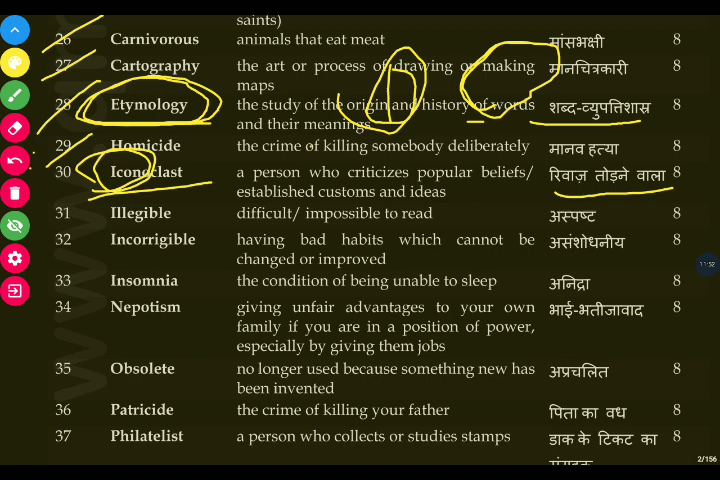 saints)
26 Carnivorous animals that eat meat मांसभक्षी 8
27 Cartography the art or process of drawing or making मानचित्रकारी 8
maps
28 Etymology the study of the origin and history of words शब्द-व्युपत्तिशास्र 8
and their meanings
29 Homicide the crime of killing somebody deliberately मानव हत्या 8
30 Iconoclast a person who criticizes popular beliefs/ रिवाज़ तोड़ने वाला 8
established customs and ideas
31 Illegible difficult/ impossible to read अस्पष्ट 8
32 Incorrigible having bad habits which cannot be असंशोधनीय 8
changed or improved
33 Insomnia the condition of being unable to sleep अनिद्रा 8
34 Nepotism giving unfair advantages to your own भाई-भतीजावाद 8
family if you are in a position of power,
especially by giving them jobs
35 Obsolete no longer used because something new has अप्रचलित 8
been invented
36 Patricide the crime of killing your father पिता का वध 8
37 Philatelist a person who collects or studies stamps डाक के टिकट का 8
11:52
2/156